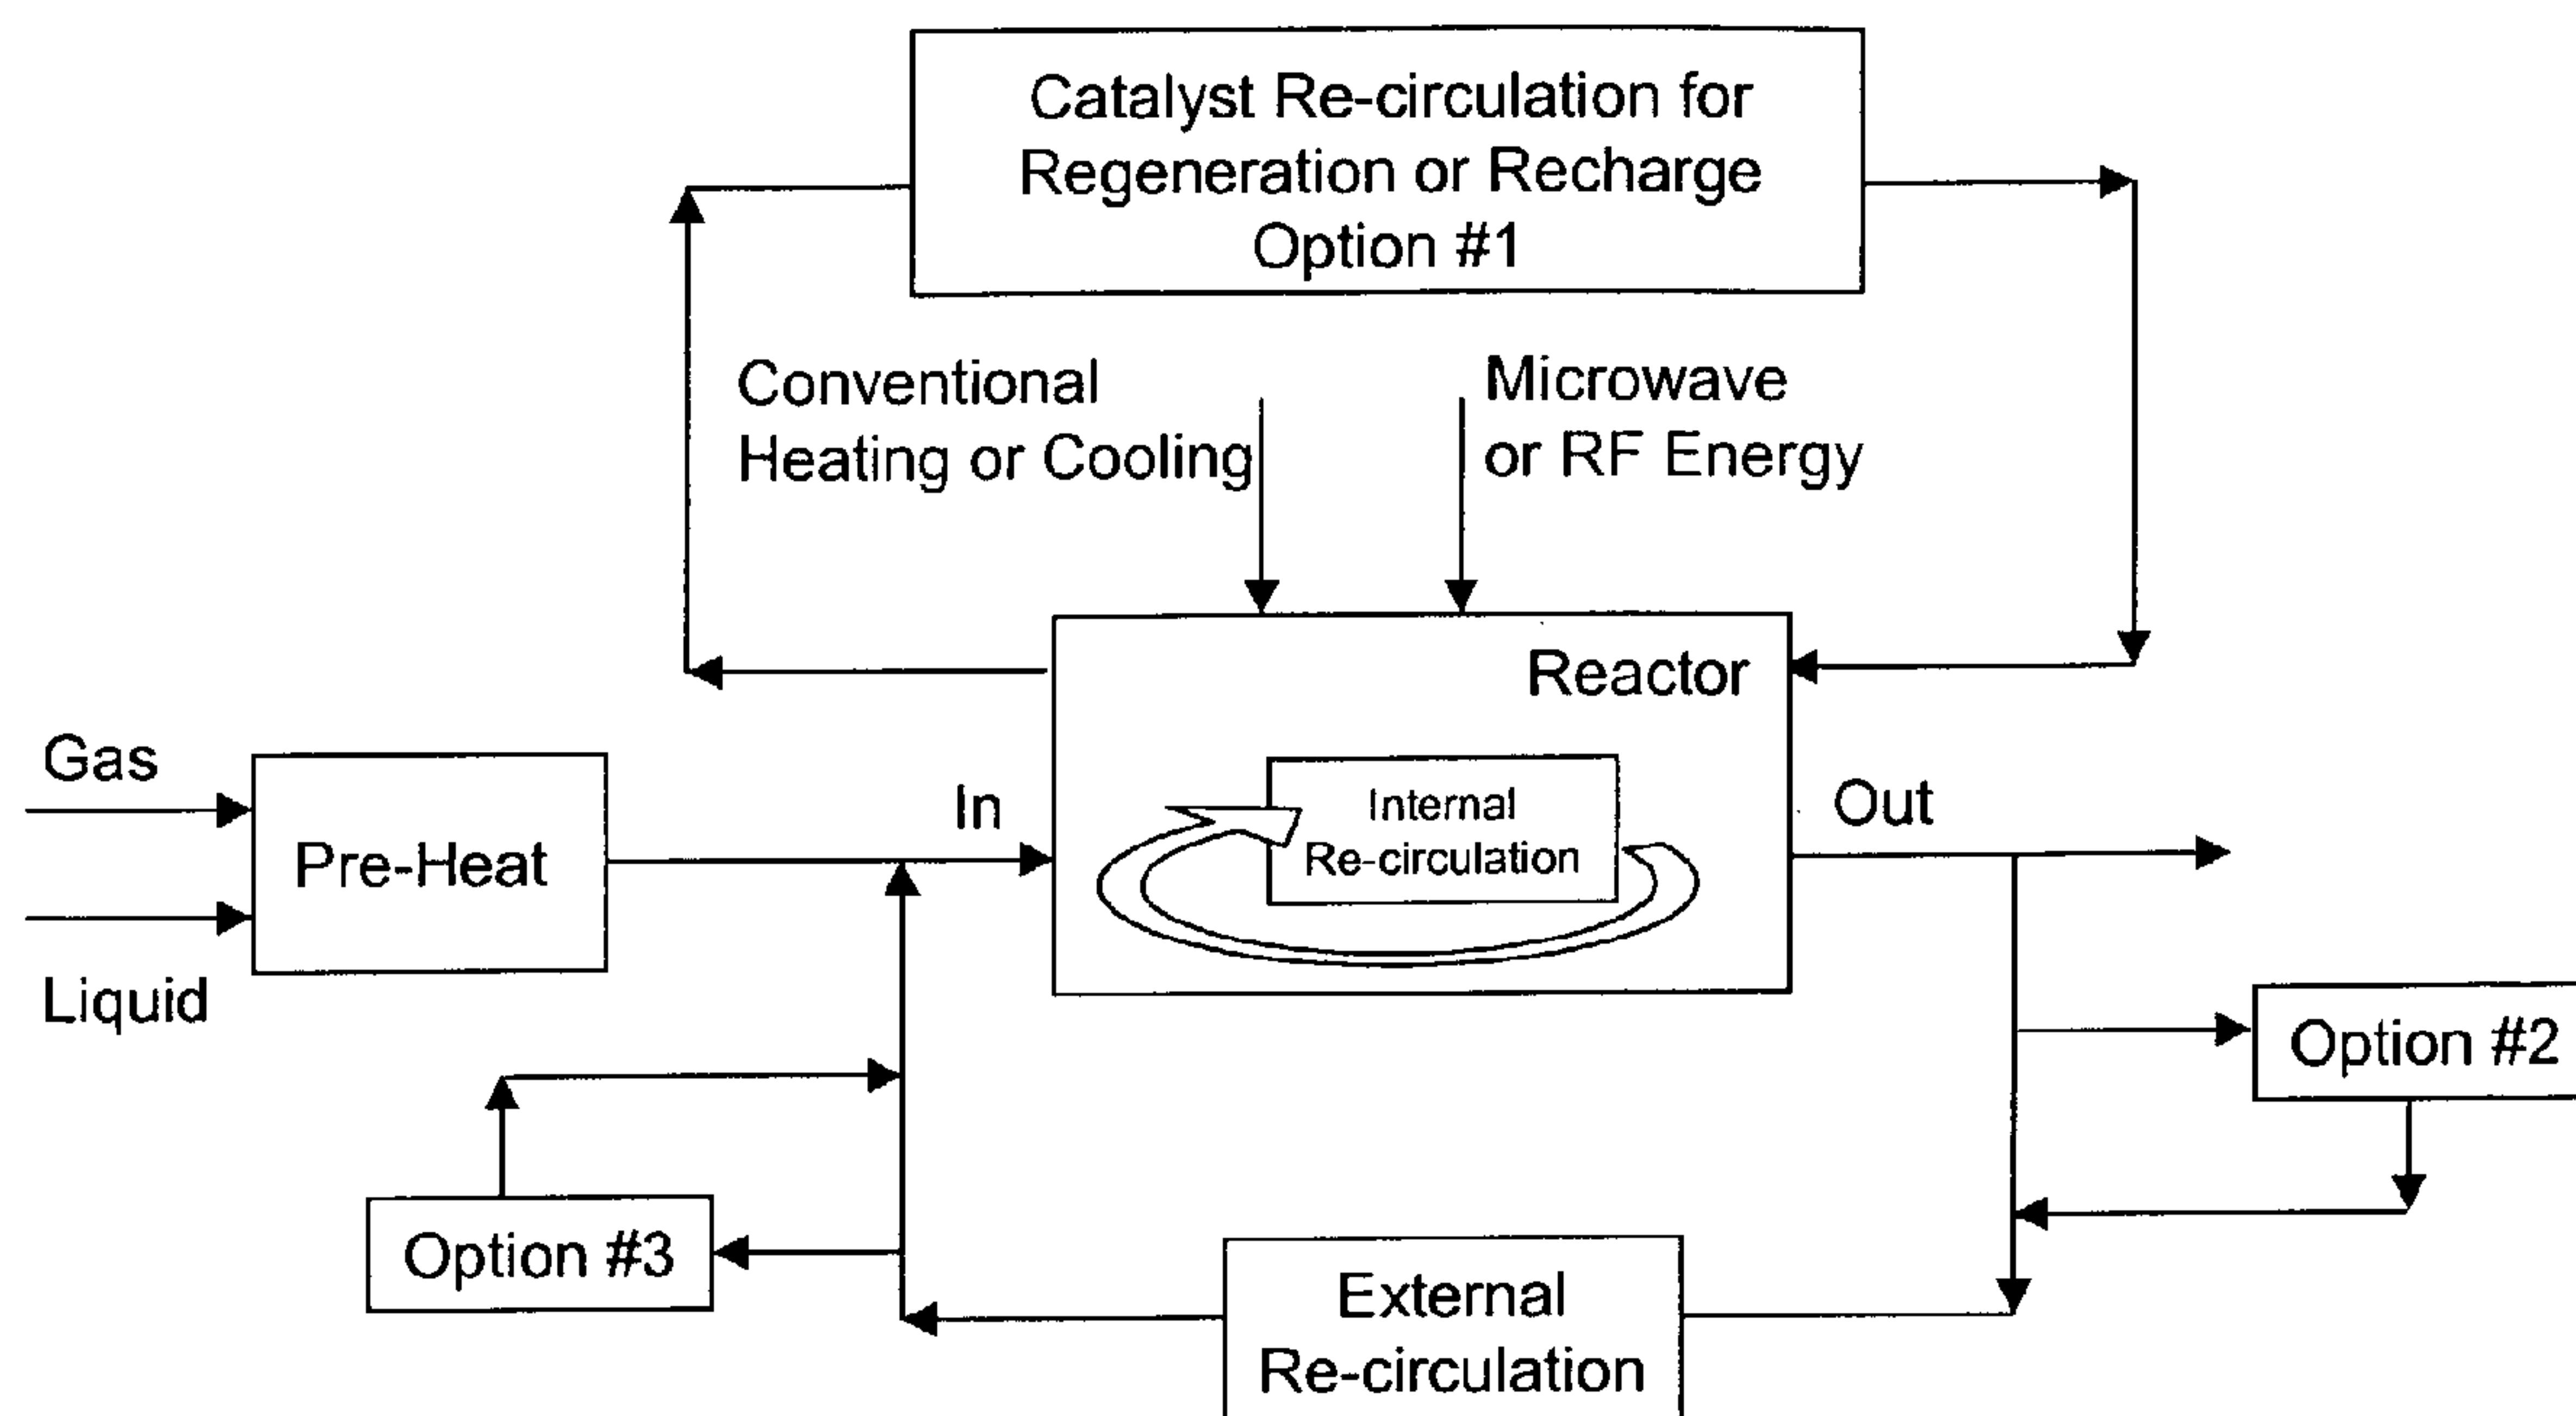 Catalyst Re-circulation for
Regeneration or Recharge
Option #1
Conventional
Heating or Cooling
Microwave
or RF Energy
Reactor
Gas
Liquid
Pre-Heat
In
Internal
Re-circulation
Out
Option #2
Option #3
External
Re-circulation